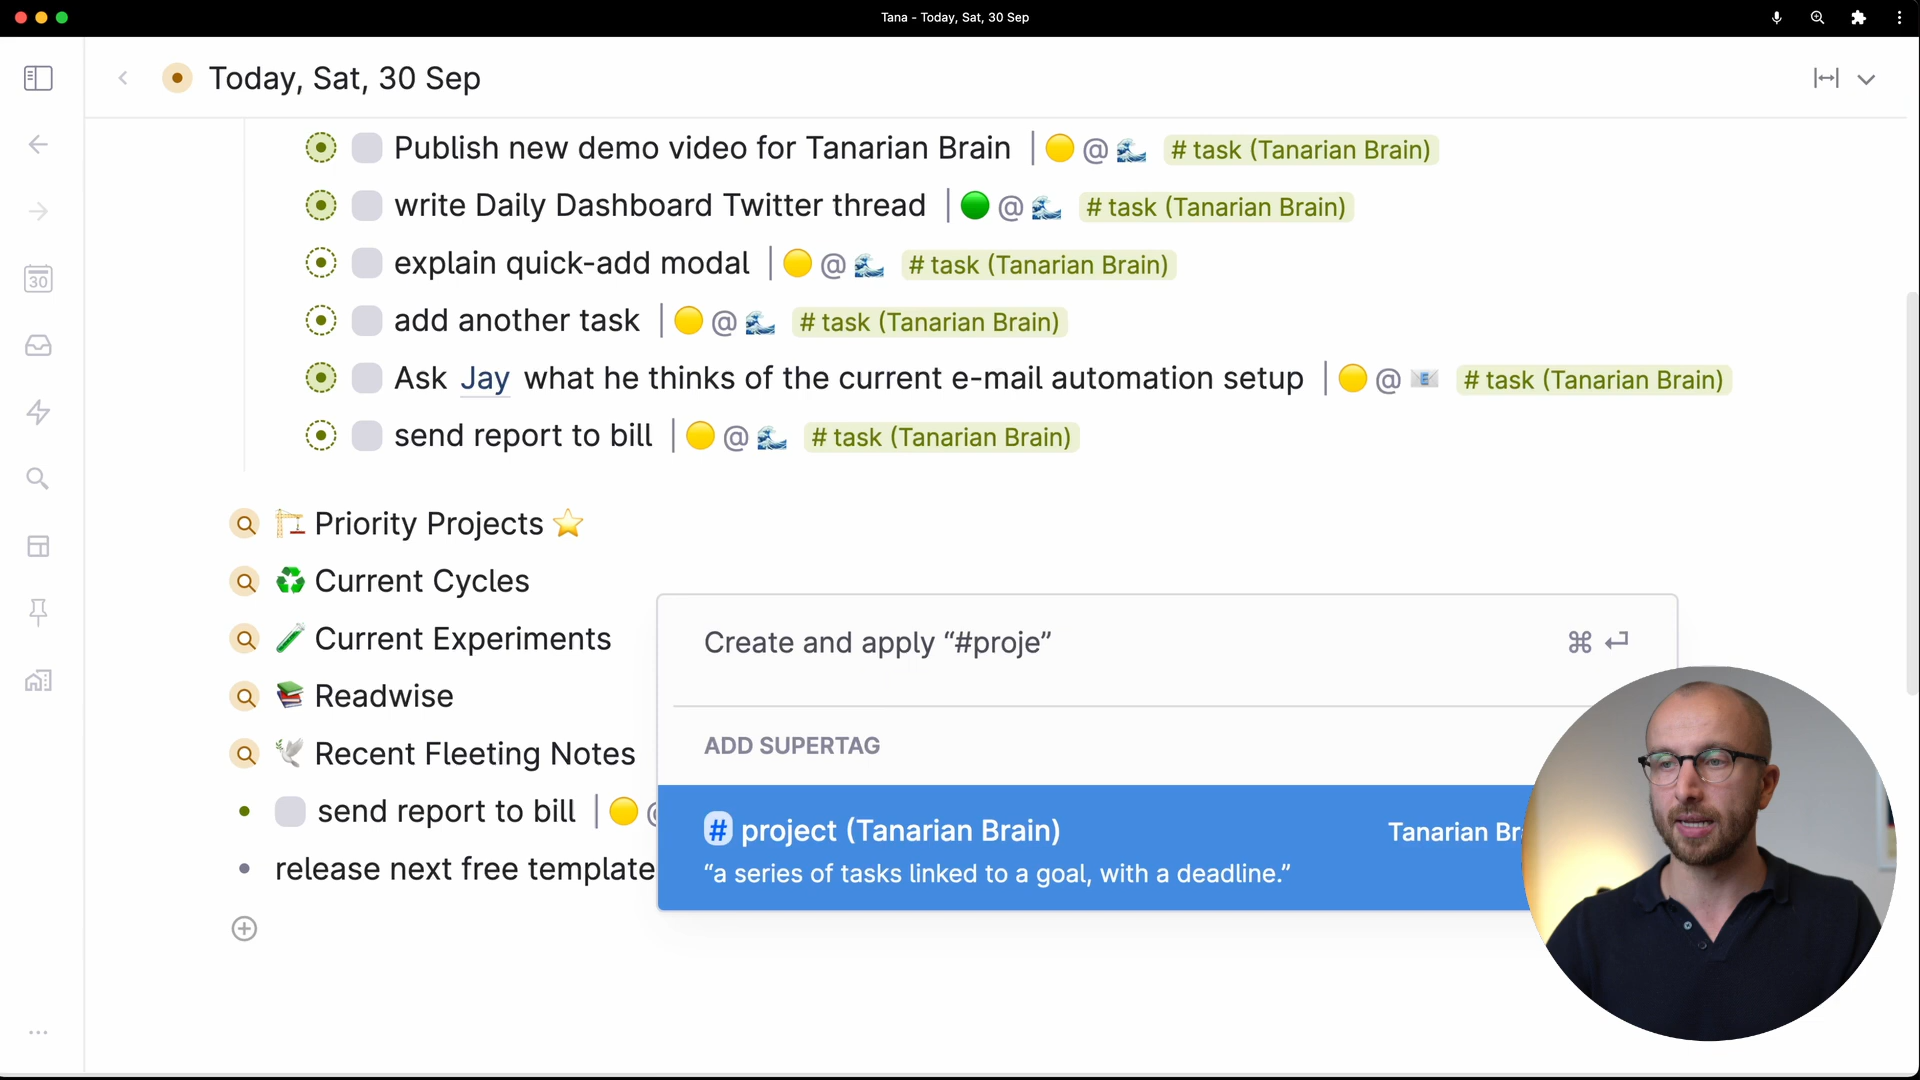 Tana - Today, Sat, 30 Sep
Today, Sat, 30 Sep
Publish new demo video for Tanarian Brain | @ # task (Tanarian Brain)
write Daily Dashboard Twitter thread | @ # task (Tanarian Brain)
30
explain quick-add modal | @ # task (Tanarian Brain)
add another task | @ # task (Tanarian Brain)
Ask Jay what he thinks of the current e-mail automation setup | @ # task (Tanarian Brain)
send report to bill | @ # task (Tanarian Brain)
Priority Projects
Current Cycles
Current Experiments
Readwise
Recent Fleeting Notes
send report to bill | @
release next free template
Create and apply “#proje” ⌘ ↵
ADD SUPERTAG
# project (Tanarian Brain) Tanarian
“a series of tasks linked to a goal, with a deadline.”